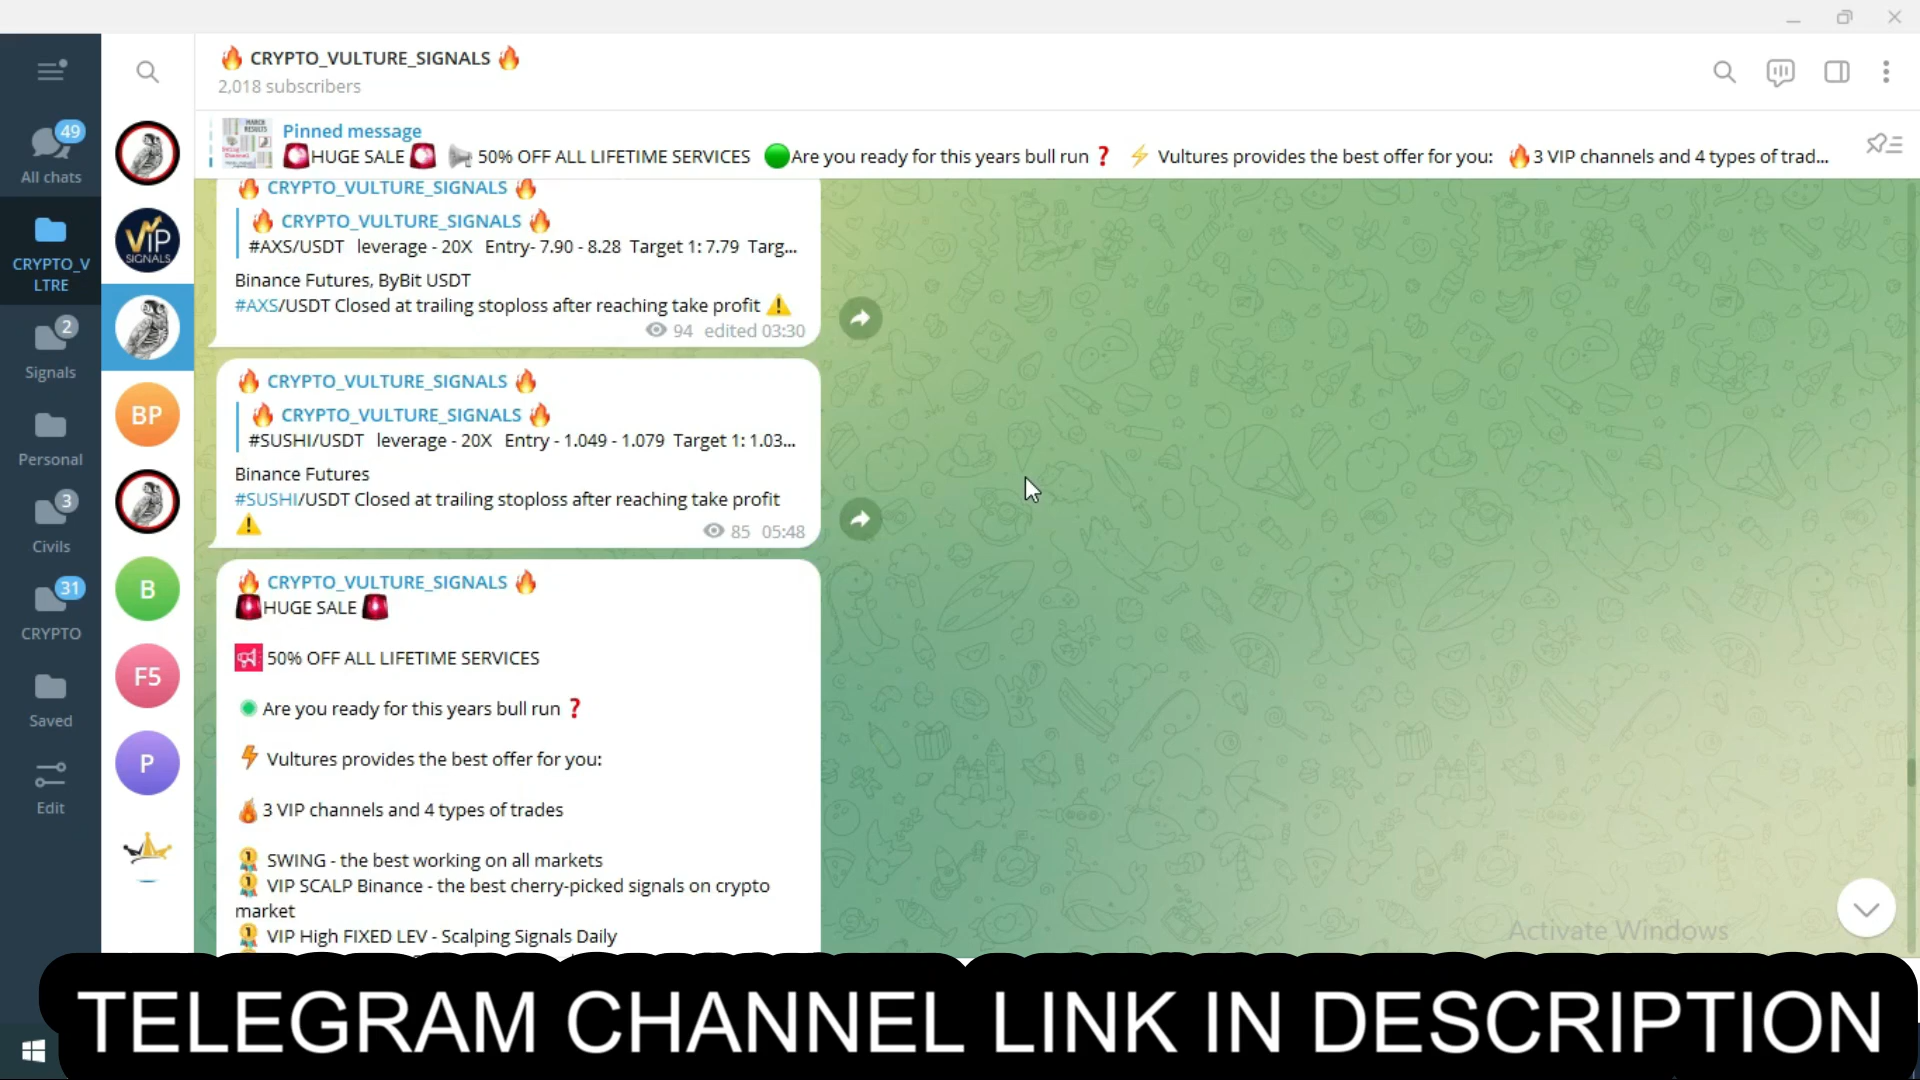 🔥 CRYPTO_VULTURE_SIGNALS 🔥
2,018 subscribers
Pinned message
🚨HUGE SALE🚨 📢 50% OFF ALL LIFETIME SERVICES 🟢Are you ready for this years bull run ❓ ⚡ Vultures provides the best offer for you: 🔥3 VIP channels and 4 types of trad...
49
All chats
CRYPTO_V
LTRE
2
Signals
Personal
3
Civils
31
CRYPTO
Saved
Edit
VIP
SIGNALS
BP
B
F5
P
🔥 CRYPTO_VULTURE_SIGNALS 🔥
🔥 CRYPTO_VULTURE_SIGNALS 🔥
#AXS/USDT leverage - 20X Entry- 7.90 - 8.28 Target 1: 7.79 Targ...
Binance Futures, ByBit USDT
#AXS/USDT Closed at trailing stoploss after reaching take profit ⚠️
94 edited 03:30
🔥 CRYPTO_VULTURE_SIGNALS 🔥
🔥 CRYPTO_VULTURE_SIGNALS 🔥
#SUSHI/USDT leverage - 20X Entry - 1.049 - 1.079 Target 1: 1.03...
Binance Futures
#SUSHI/USDT Closed at trailing stoploss after reaching take profit
⚠️
85 05:48
🔥 CRYPTO_VULTURE_SIGNALS 🔥
🚨HUGE SALE🚨
📢 50% OFF ALL LIFETIME SERVICES
🟢 Are you ready for this years bull run ❓
⚡ Vultures provides the best offer for you:
🔥3 VIP channels and 4 types of trades
🥇 SWING - the best working on all markets
🥇 VIP SCALP Binance - the best cherry-picked signals on crypto
market
🥇 VIP High FIXED LEV - Scalping Signals Daily
Activate Windows
TELEGRAM CHANNEL LINK IN DESCRIPTION